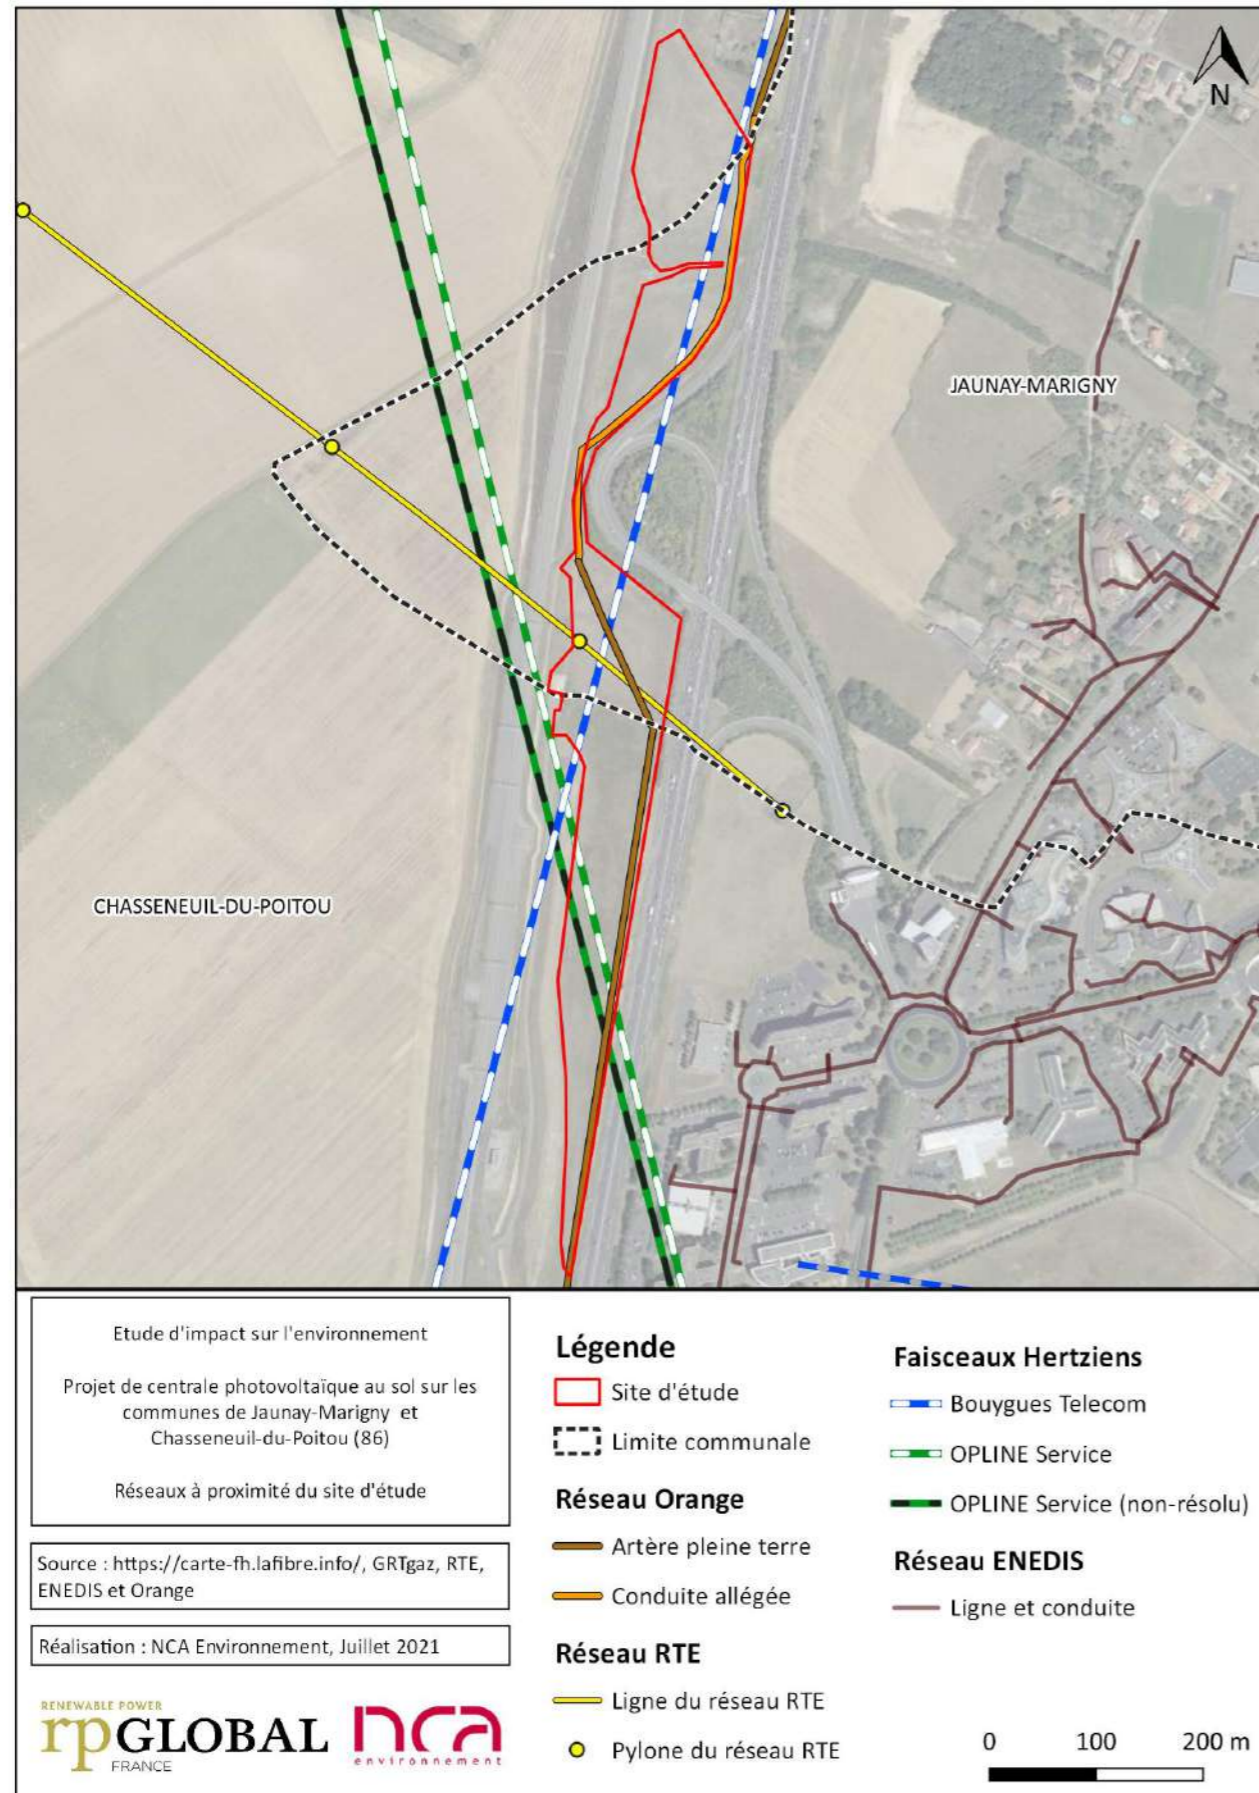 N
JAUNAY-MARIGNY
CHASSENEUIL-DU-POITOU
Etude d'impact sur l'environnement
Projet de centrale photovoltaïque au sol sur les
communes de Jaunay-Marigny et
Chasseneuil-du-Poitou (86)
Réseaux à proximité du site d'étude
Source : https://carte-fh.lafibre.info/, GRTgaz, RTE,
ENEDIS et Orange
Réalisation : NCA Environnement, Juillet 2021
RENEWABLE POWER
rpGLOBAL
FRANCE
nca
environnement
Légende
Site d'étude
Limite communale
Réseau Orange
Artère pleine terre
Conduite allégée
Réseau RTE
Ligne du réseau RTE
Pylone du réseau RTE
Faisceaux Hertziens
Bouygues Telecom
OPLINE Service
OPLINE Service (non-résolu)
Réseau ENEDIS
Ligne et conduite
0 100 200 m